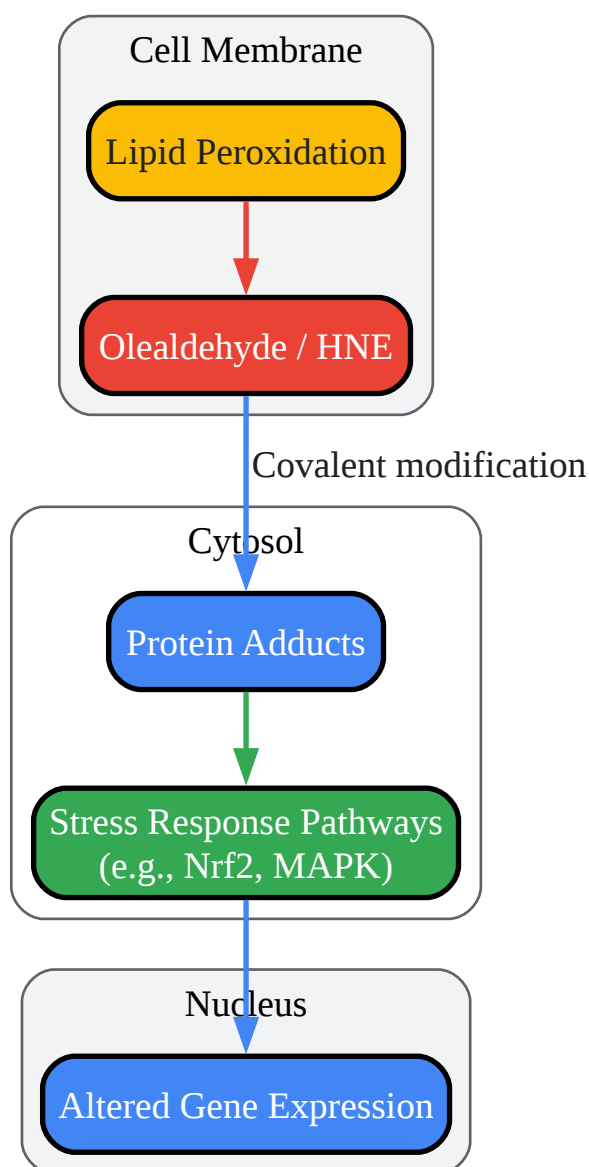 Cell Membrane
Lipid Peroxidation
Olealdehyde / HNE
Covalent modification
Cytosol
Protein Adducts
Stress Response Pathways
(e.g., Nrf2, MAPK)
Nucleus
Altered Gene Expression